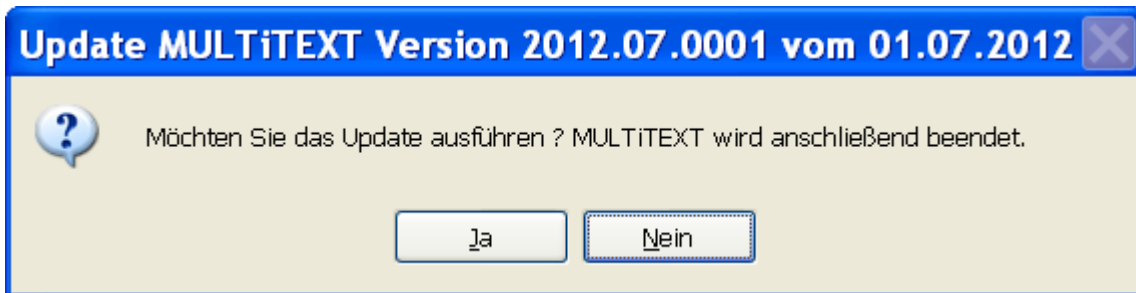 Update MULTiTEXT Version 2012.07.0001 vom 01.07.2012
Möchten Sie das Update ausführen ? MULTiTEXT wird anschließend beendet.
Ja Nein